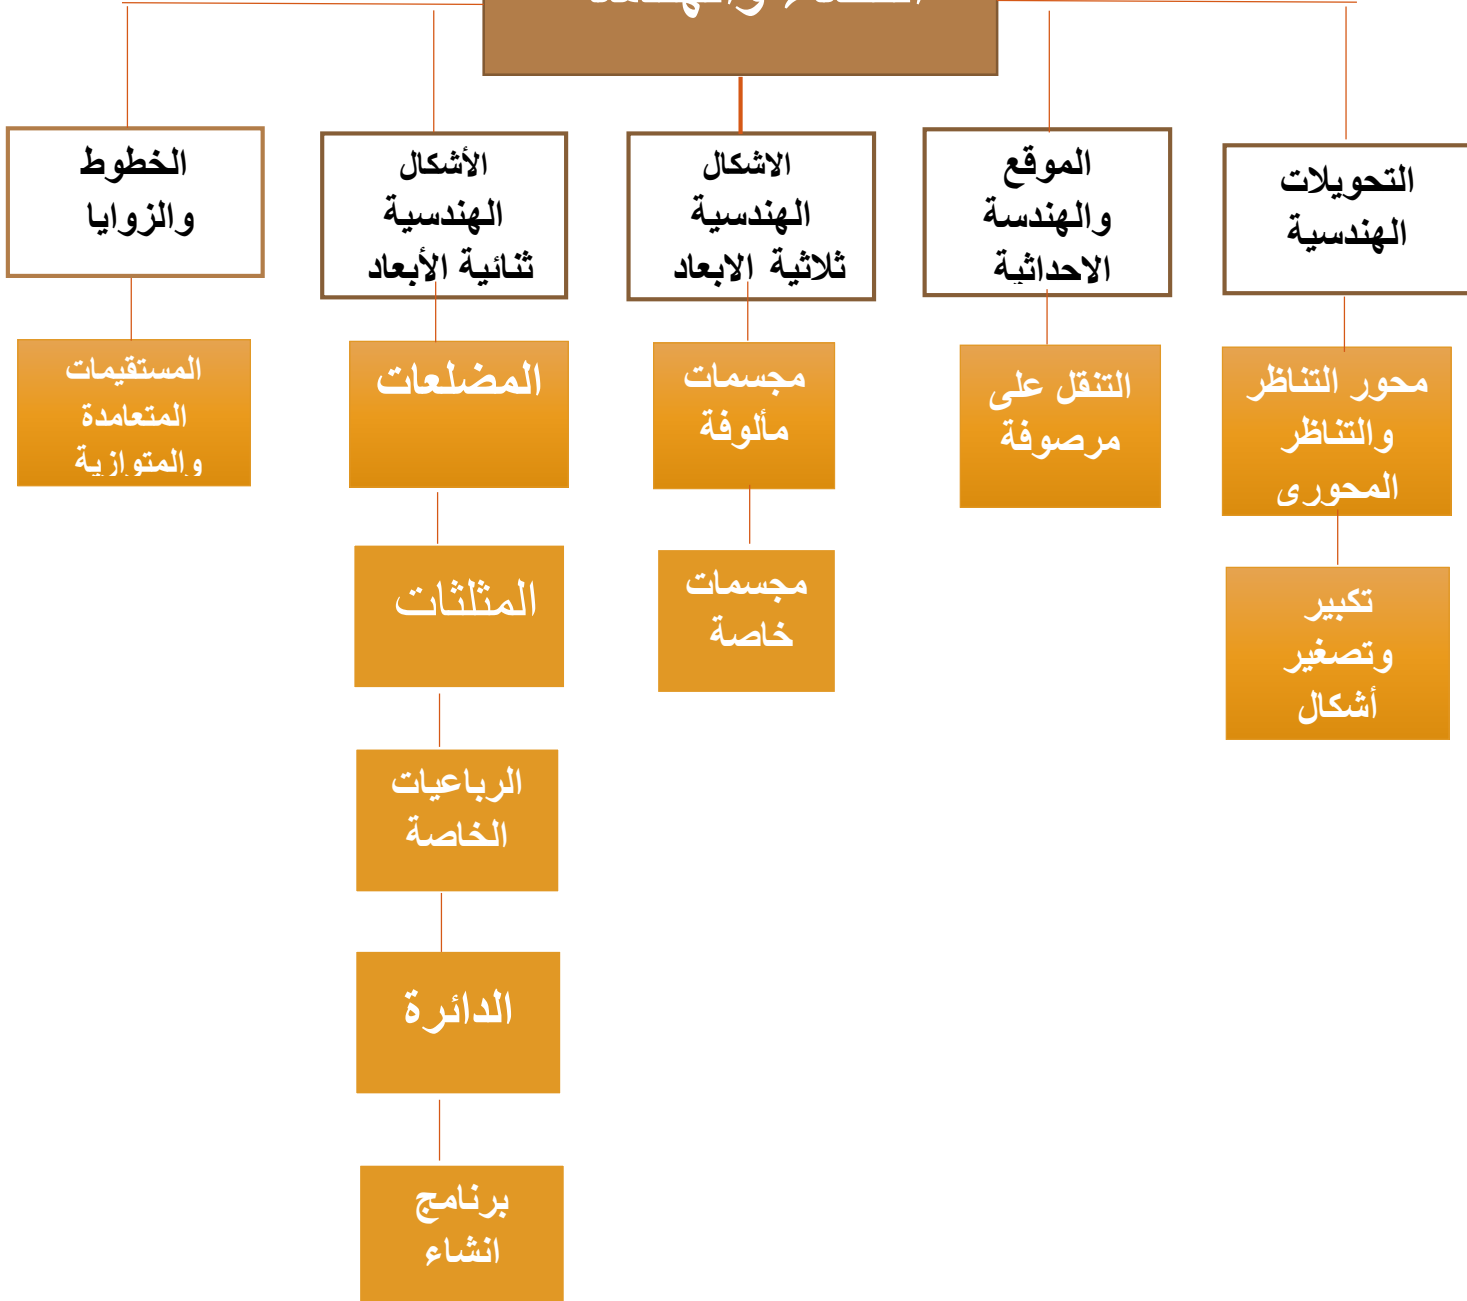 التحويلات
الهندسية
الموقع
والهندسة
الاحداثية
الاشكال
الهندسية
ثلاثية الابعاد
الأشكال
الهندسية
ثنائية الأبعاد
الخطوط
والزوايا
محور التناظر
والتناظر
المحورى
تكبير
وتصغير
أشكال
التنقل على
مرصوفة
مجسمات
مألوفة
مجسمات
خاصة
المضلعات
المثلثات
الرباعيات
الخاصة
الدائرة
برنامج
انشاء
المستقيمات
المتعامدة
والمتوازية